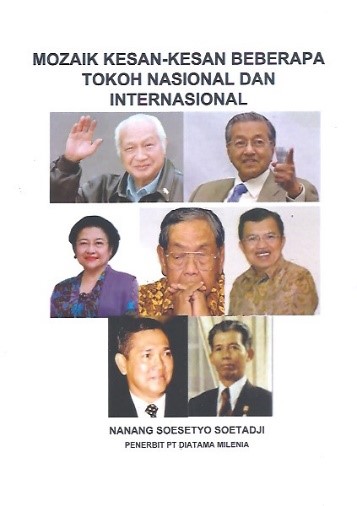 MOZAIK KESAN-KESAN BEBERAPA
TOKOH NASIONAL DAN
INTERNASIONAL
NANANG SOESETYO SOETADJI
PENERBIT PT DIATAMA MILENIA